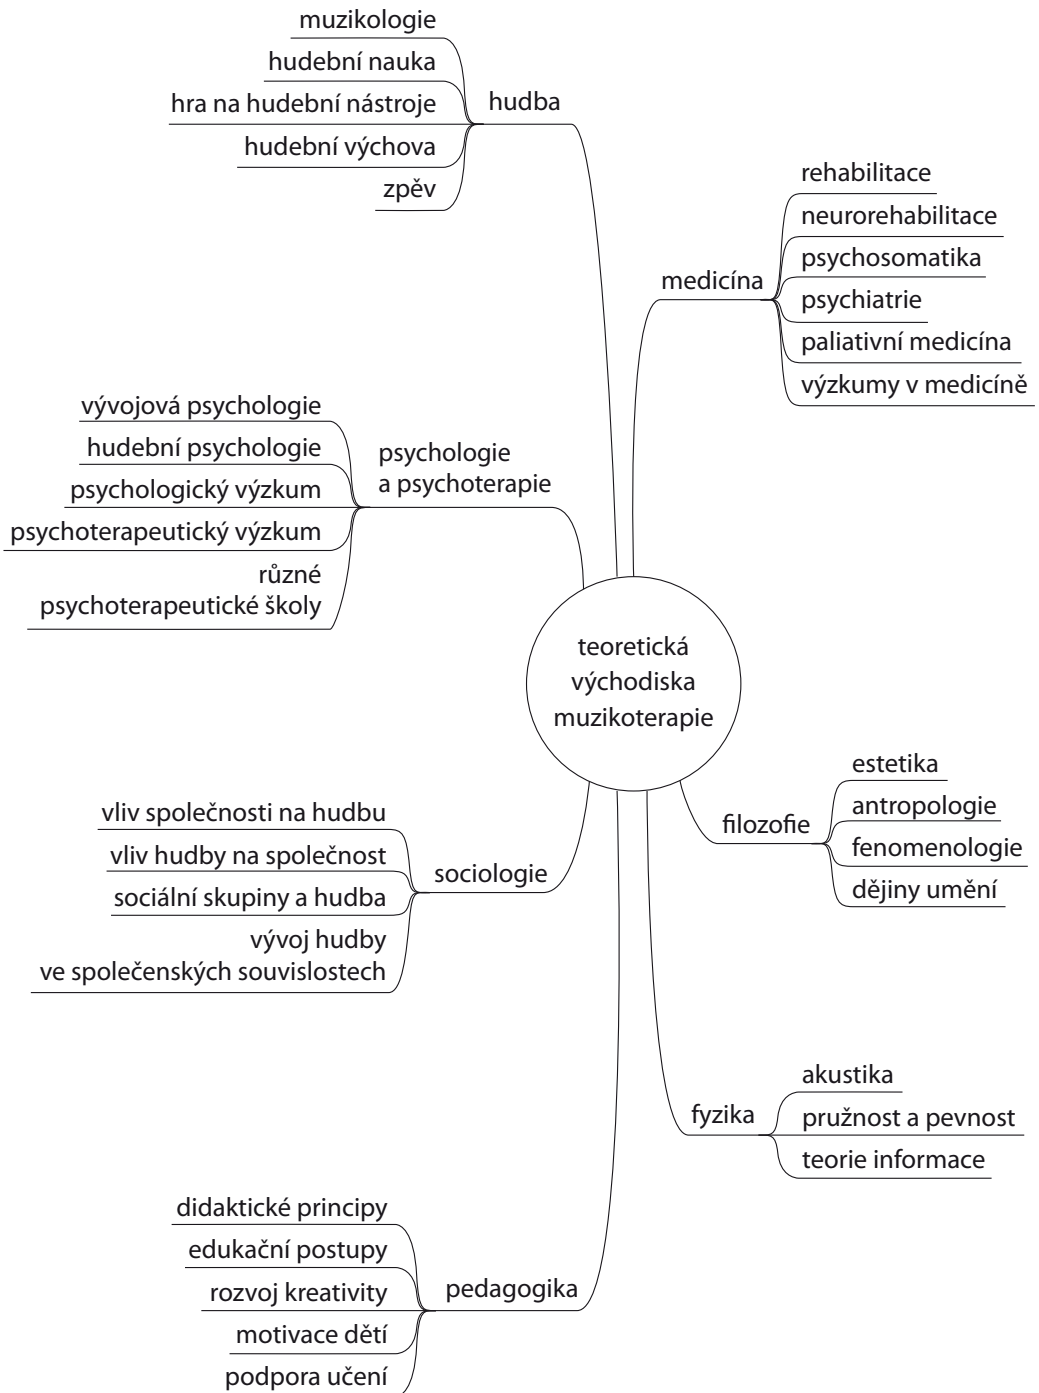 muzikologie
hudební nauka
hra na hudební nástroje
hudební výchova
zpěv
hudba
rehabilitace
neurorehabilitace
psychosomatika
psychiatrie
paliativní medicína
výzkumy v medicíně
medicína
vývojová psychologie
hudební psychologie
psychologický výzkum
psychoterapeutický výzkum
různé
psychoterapeutické školy
psychologie
a psychoterapie
teoretická
východiska
muzikoterapie
estetika
antropologie
fenomenologie
dějiny umění
filozofie
vliv společnosti na hudbu
vliv hudby na společnost
sociální skupiny a hudba
vývoj hudby
ve společenských souvislostech
sociologie
akustika
pružnost a pevnost
teorie informace
fyzika
didaktické principy
edukační postupy
rozvoj kreativity
motivace dětí
podpora učení
pedagogika